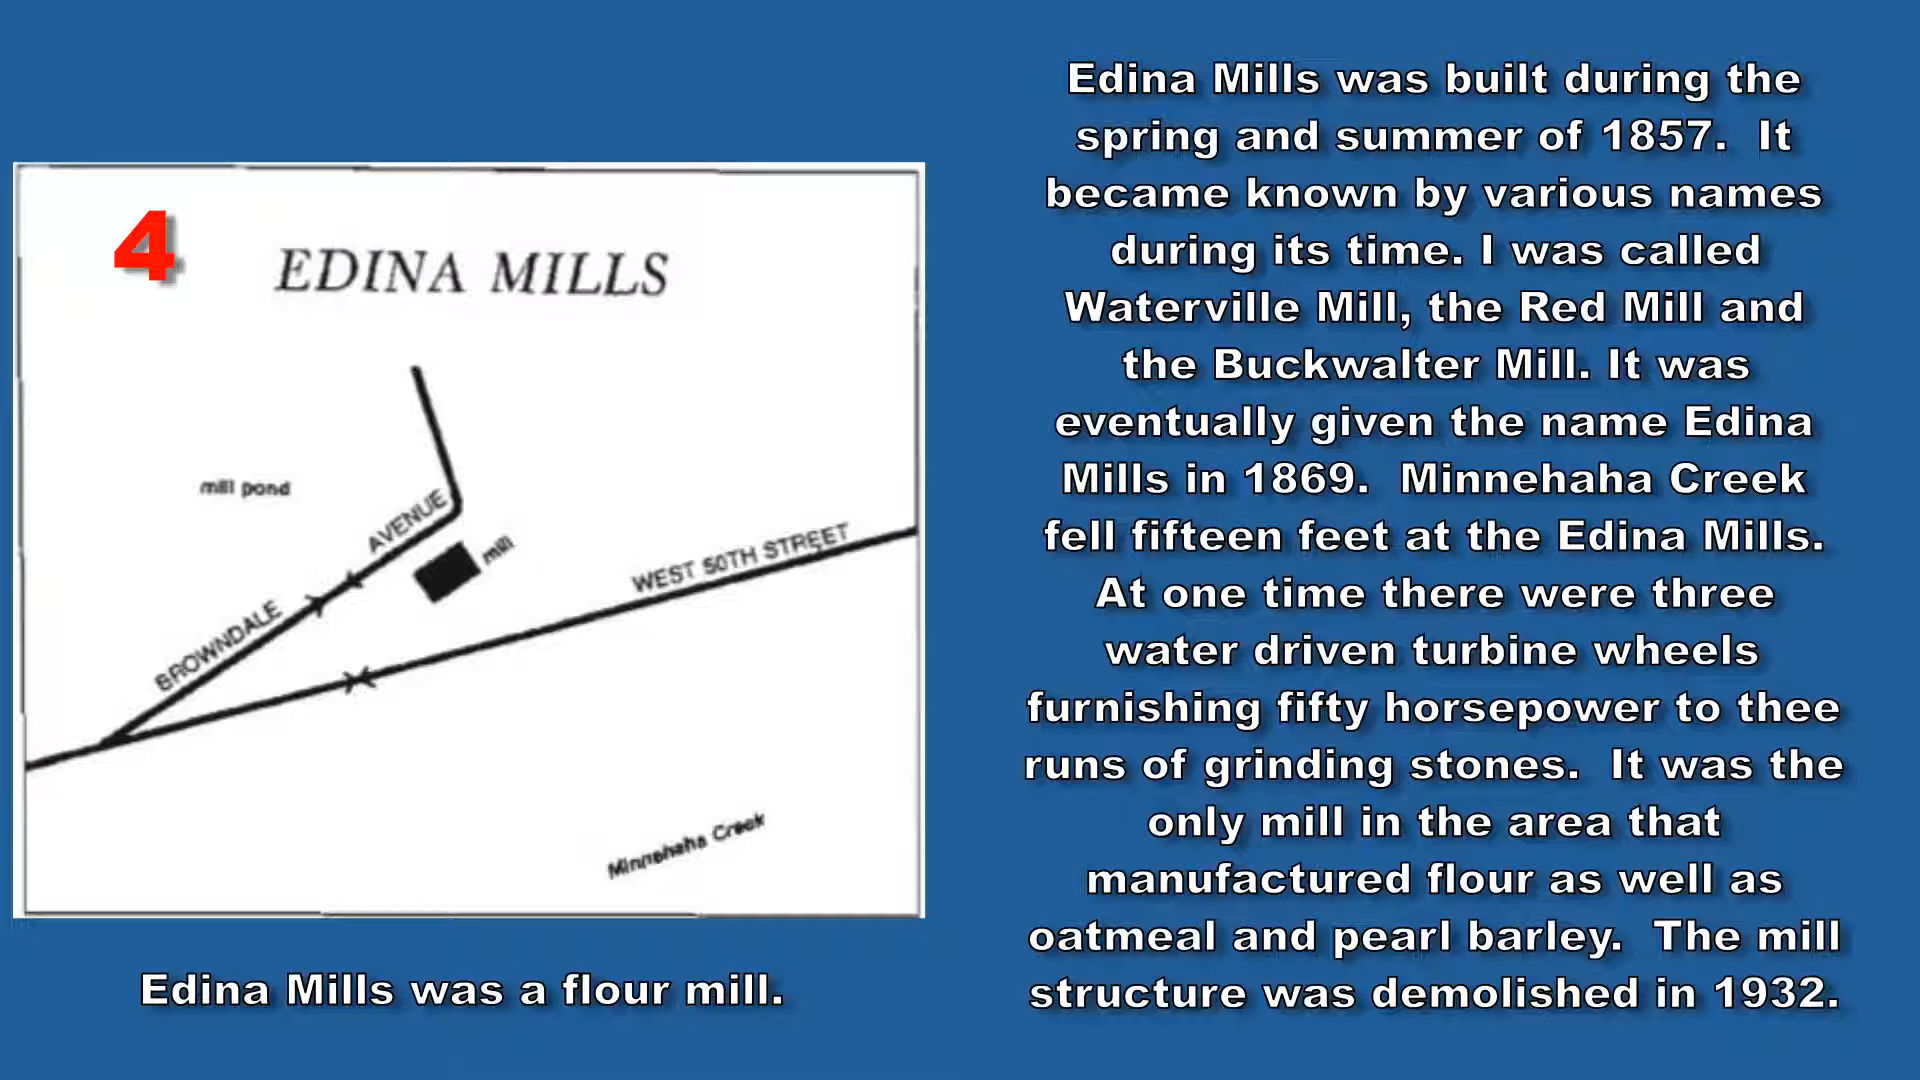 4
EDINA MILLS
mill pond
BROWNDALE AVENUE
mill
WEST 50TH STREET
Minnehaha Creek
Edina Mills was a flour mill.
Edina Mills was built during the
spring and summer of 1857.  It
became known by various names
during its time. I was called
Waterville Mill, the Red Mill and
the Buckwalter Mill. It was
eventually given the name Edina
Mills in 1869.  Minnehaha Creek
fell fifteen feet at the Edina Mills.
At one time there were three
water driven turbine wheels
furnishing fifty horsepower to thee
runs of grinding stones.  It was the
only mill in the area that
manufactured flour as well as
oatmeal and pearl barley.  The mill
structure was demolished in 1932.